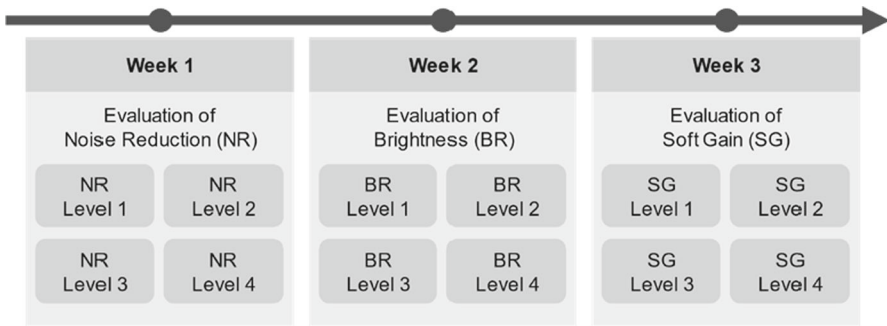 Week 1
Evaluation of
Noise Reduction (NR)
NR
Level 1
NR
Level 2
NR
Level 3
NR
Level 4
Week 2
Evaluation of
Brightness (BR)
BR
Level 1
BR
Level 2
BR
Level 3
BR
Level 4
Week 3
Evaluation of
Soft Gain (SG)
SG
Level 1
SG
Level 2
SG
Level 3
SG
Level 4